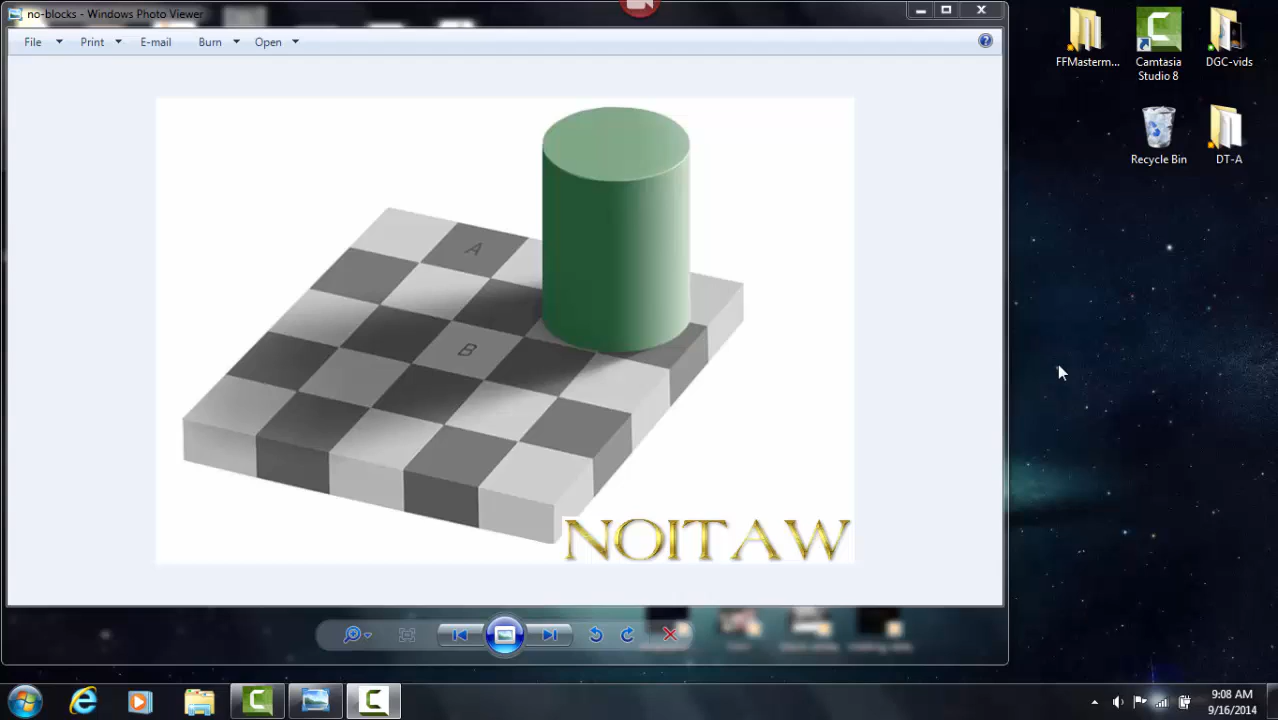 no-blocks - Windows Photo Viewer
File Print E-mail Burn Open
A
B
NOITAW
FFMasterm...
Camtasia
Studio 8
DGC-vids
Recycle Bin
DT-A
9:08 AM
9/16/2014